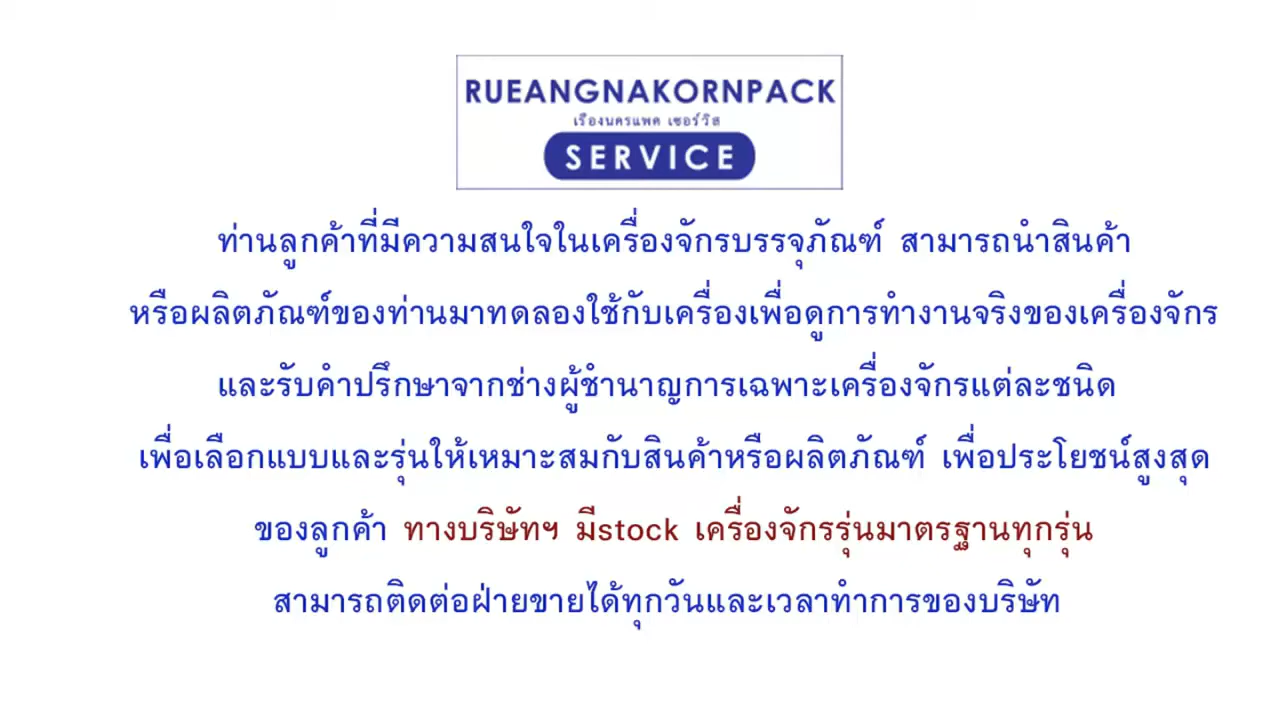 RUEANGNAKORNPACK
เรืองนครแพค เซอร์วิส
SERVICE
ท่านลูกค้าที่มีความสนใจในเครื่องจักรบรรจุภัณฑ์ สามารถนำสินค้า
หรือผลิตภัณฑ์ของท่านมาทดลองใช้กับเครื่องเพื่อดูการทำงานจริงของเครื่องจักร
และรับคำปรึกษาจากช่างผู้ชำนาญการเฉพาะเครื่องจักรแต่ละชนิด
เพื่อเลือกแบบและรุ่นให้เหมาะสมกับสินค้าหรือผลิตภัณฑ์ เพื่อประโยชน์สูงสุด
ของลูกค้า ทางบริษัทฯ มีstock เครื่องจักรรุ่นมาตรฐานทุกรุ่น
สามารถติดต่อฝ่ายขายได้ทุกวันและเวลาทำการของบริษัท